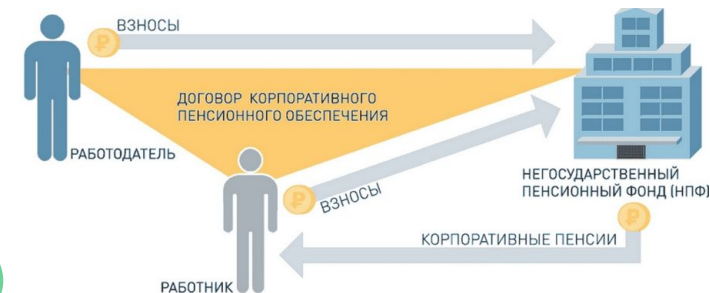 ВЗНОСЫ
ДОГОВОР КОРПОРАТИВНОГО
ПЕНСИОННОГО ОБЕСПЕЧЕНИЯ
РАБОТОДАТЕЛЬ
ВЗНОСЫ
НЕГОСУДАРСТВЕННЫЙ
ПЕНСИОННЫЙ ФОНД (НПФ)
КОРПОРАТИВНЫЕ ПЕНСИИ
РАБОТНИК